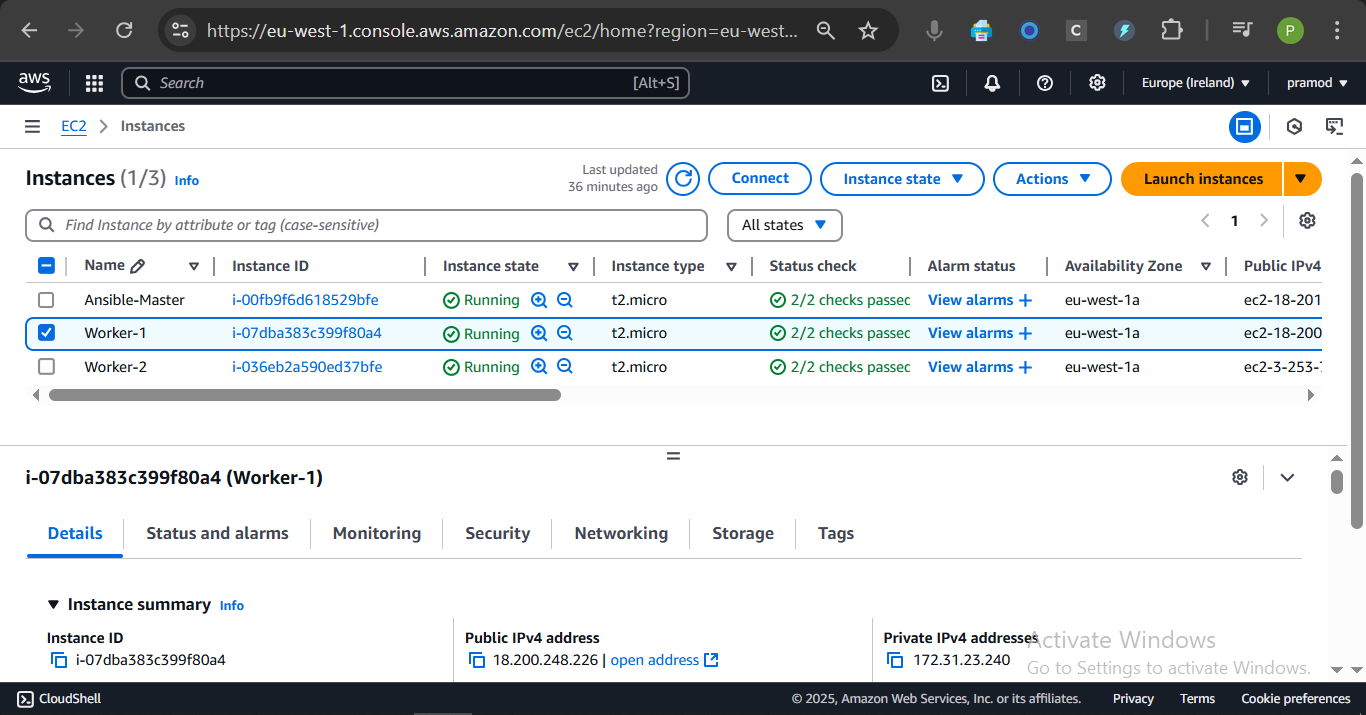 https://eu-west-1.console.aws.amazon.com/ec2/home?region=eu-west...
C
P
aws
Search [Alt+S]
Europe (Ireland)
pramod
EC2
Instances
Instances (1/3) Info
Last updated
36 minutes ago
Connect
Instance state
Actions
Launch instances
Find Instance by attribute or tag (case-sensitive)
All states
1
Name Instance ID Instance state Instance type Status check Alarm status Availability Zone Public IPv4
Ansible-Master i-00fb9f6d618529bfe Running t2.micro 2/2 checks passec View alarms + eu-west-1a ec2-18-201
Worker-1 i-07dba383c399f80a4 Running t2.micro 2/2 checks passec View alarms + eu-west-1a ec2-18-200
Worker-2 i-036eb2a590ed37bfe Running t2.micro 2/2 checks passec View alarms + eu-west-1a ec2-3-253-
i-07dba383c399f80a4 (Worker-1)
Details Status and alarms Monitoring Security Networking Storage Tags
Instance summary Info
Instance ID
i-07dba383c399f80a4
Public IPv4 address
18.200.248.226 | open address
Private IPv4 addresses
172.31.23.240
Activate Windows
Go to Settings to activate Windows.
CloudShell
© 2025, Amazon Web Services, Inc. or its affiliates. Privacy Terms Cookie preferences